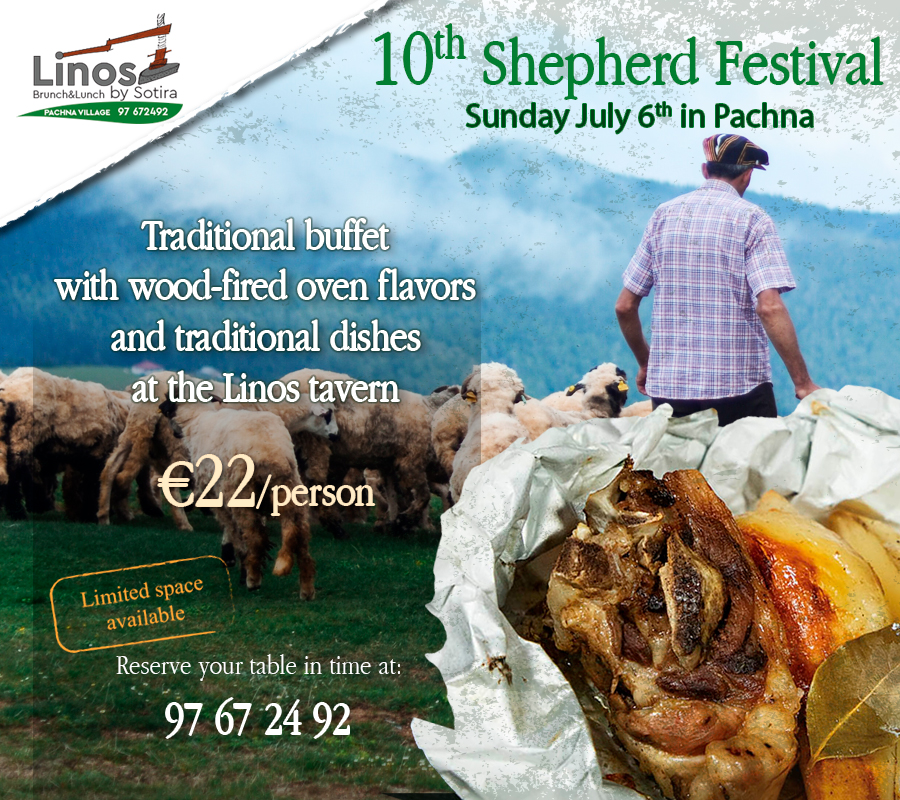 Linos
Brunch&Lunch by Sotira
PACHNA VILLAGE 97 672492
10th Shepherd Festival
Sunday July 6th in Pachna
Traditional buffet
with wood-fired oven flavors
and traditional dishes
at the Linos tavern
€22/person
Limited space
available
Reserve your table in time at:
97 67 24 92